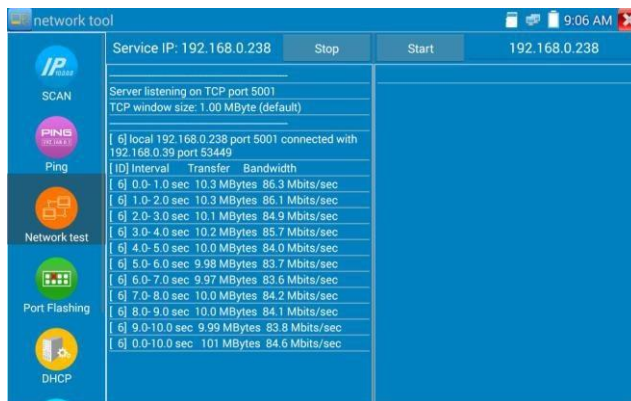 network tool
9:06 AM
Service IP: 192.168.0.238
Stop
Start
192.168.0.238
IP
SCAN
PING
Ping
Network test
Port Flashing
DHCP
Server listening on TCP port 5001
TCP window size: 1.00 MByte (default)
[ 6] local 192.168.0.238 port 5001 connected with
192.168.0.39 port 53449
[ ID] Interval Transfer Bandwidth
[ 6] 0.0- 1.0 sec 10.3 MBytes 86.3 Mbits/sec
[ 6] 1.0- 2.0 sec 10.3 MBytes 86.1 Mbits/sec
[ 6] 2.0- 3.0 sec 10.1 MBytes 84.9 Mbits/sec
[ 6] 3.0- 4.0 sec 10.2 MBytes 85.7 Mbits/sec
[ 6] 4.0- 5.0 sec 10.0 MBytes 84.0 Mbits/sec
[ 6] 5.0- 6.0 sec 9.98 MBytes 83.7 Mbits/sec
[ 6] 6.0- 7.0 sec 9.97 MBytes 83.6 Mbits/sec
[ 6] 7.0- 8.0 sec 10.0 MBytes 84.2 Mbits/sec
[ 6] 8.0- 9.0 sec 10.0 MBytes 84.1 Mbits/sec
[ 6] 9.0-10.0 sec 9.99 MBytes 83.8 Mbits/sec
[ 6] 0.0-10.0 sec 101 MBytes 84.6 Mbits/sec